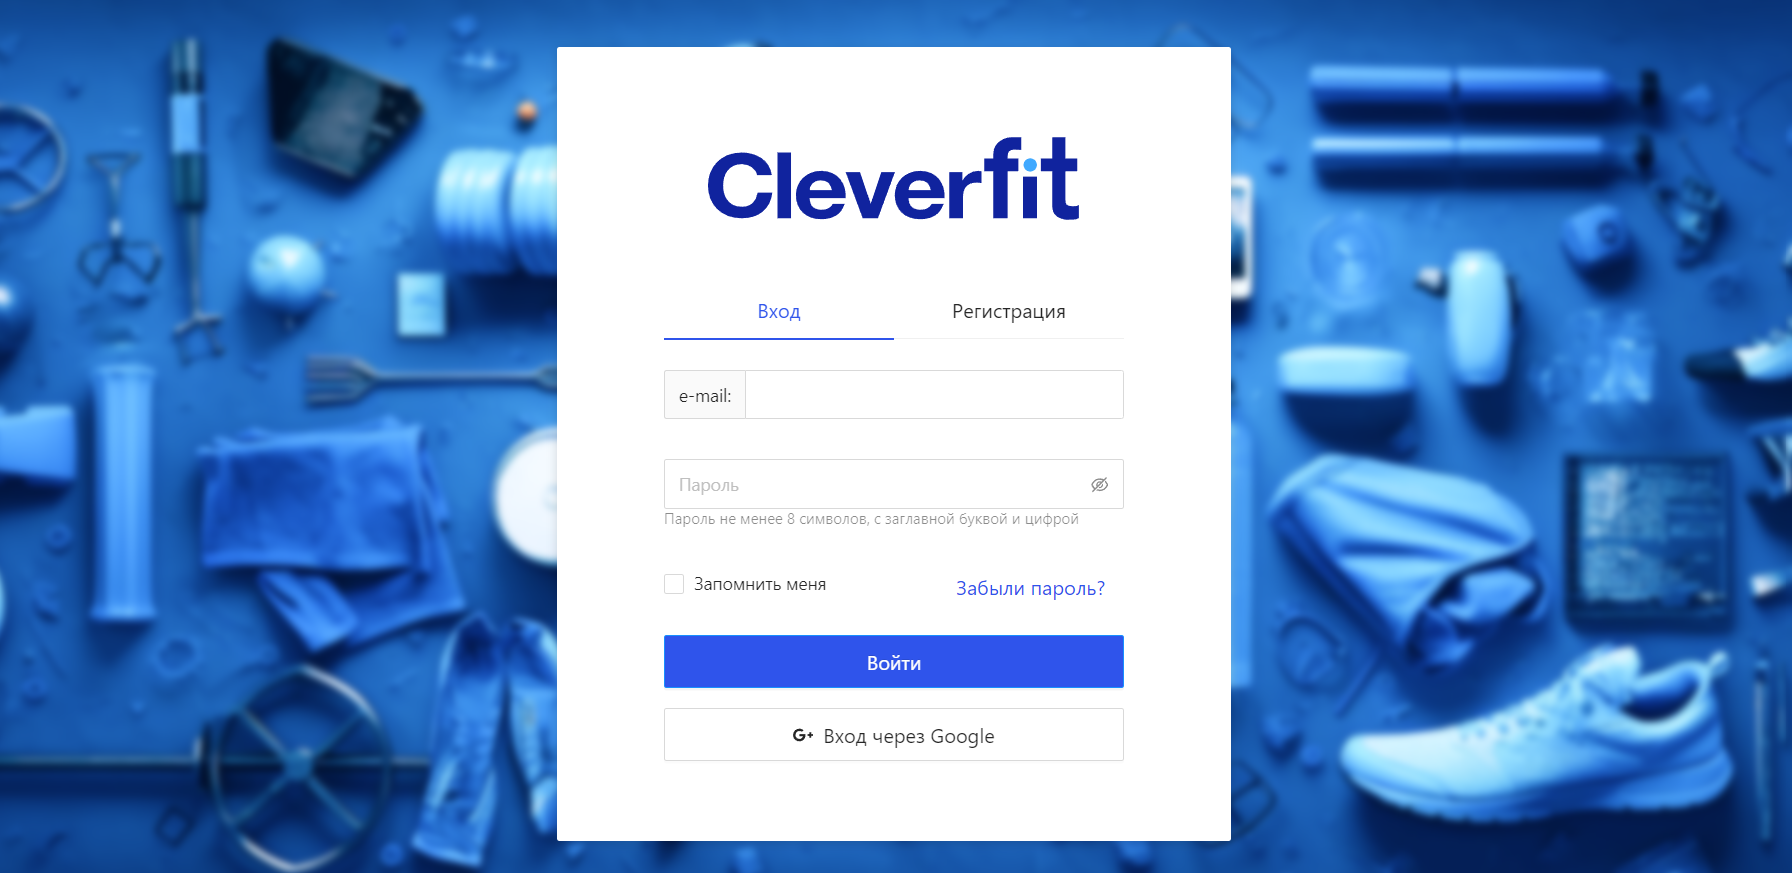 Cleverfit
Вход Регистрация
e-mail:
Пароль
Пароль не менее 8 символов, с заглавной буквой и цифрой
Запомнить меня Забыли пароль?
Войти
G+ Вход через Google